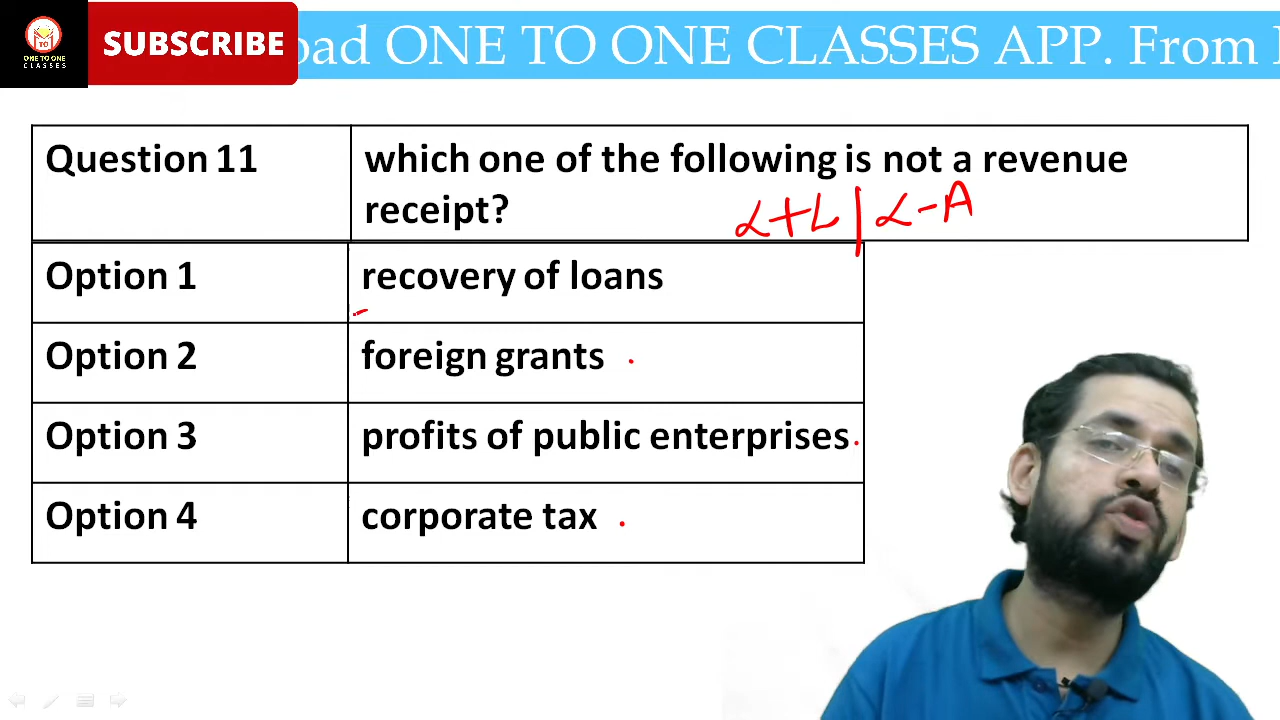 ONE TO ONE
CLASSES
SUBSCRIBE
oad ONE TO ONE CLASSES APP. From
Question 11
which one of the following is not a revenue
receipt?
α+L | α-A
Option 1
recovery of loans
Option 2
foreign grants
Option 3
profits of public enterprises
Option 4
corporate tax